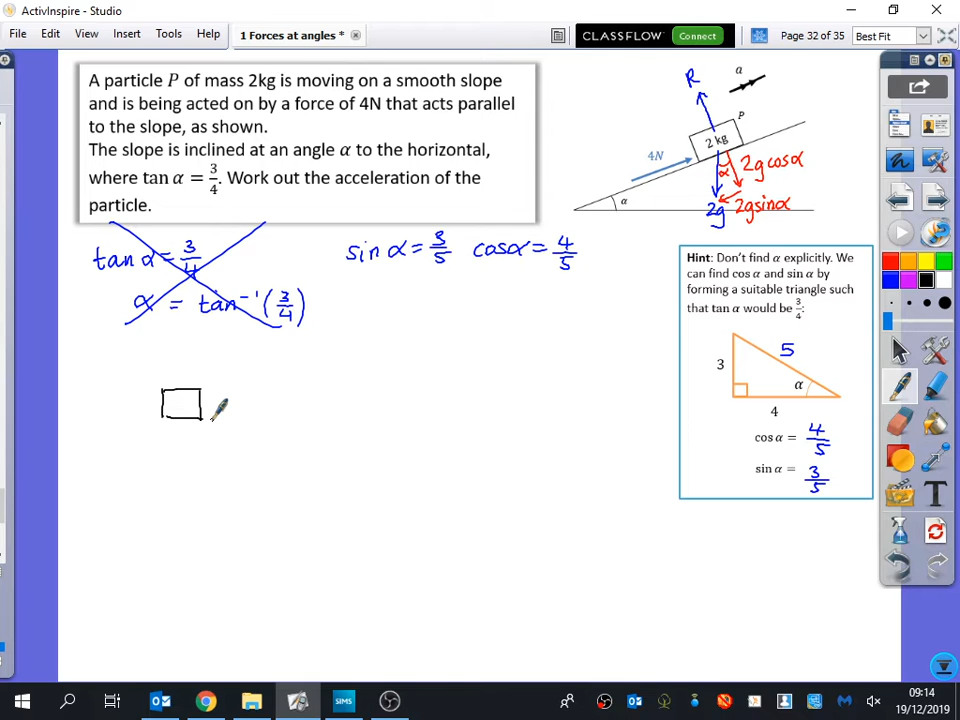 ActivInspire - Studio
File Edit View Insert Tools Help
1 Forces at angles *
CLASSFLOW Connect
Page 32 of 35
Best Fit
A particle P of mass 2kg is moving on a smooth slope
and is being acted on by a force of 4N that acts parallel
to the slope, as shown.
The slope is inclined at an angle α to the horizontal,
where tan α = 3/4. Work out the acceleration of the
particle.
R
a
P
2 kg
4N
α
2g cosα
α
2g
2gsinα
tan α = 3/4
α = tan⁻¹(3/4)
sin α = 3/5 cosα = 4/5
Hint: Don't find α explicitly. We
can find cos α and sin α by
forming a suitable triangle such
that tan α would be 3/4:
5
3
α
4
cos α = 4/5
sin α = 3/5
SIMS
09:14
19/12/2019